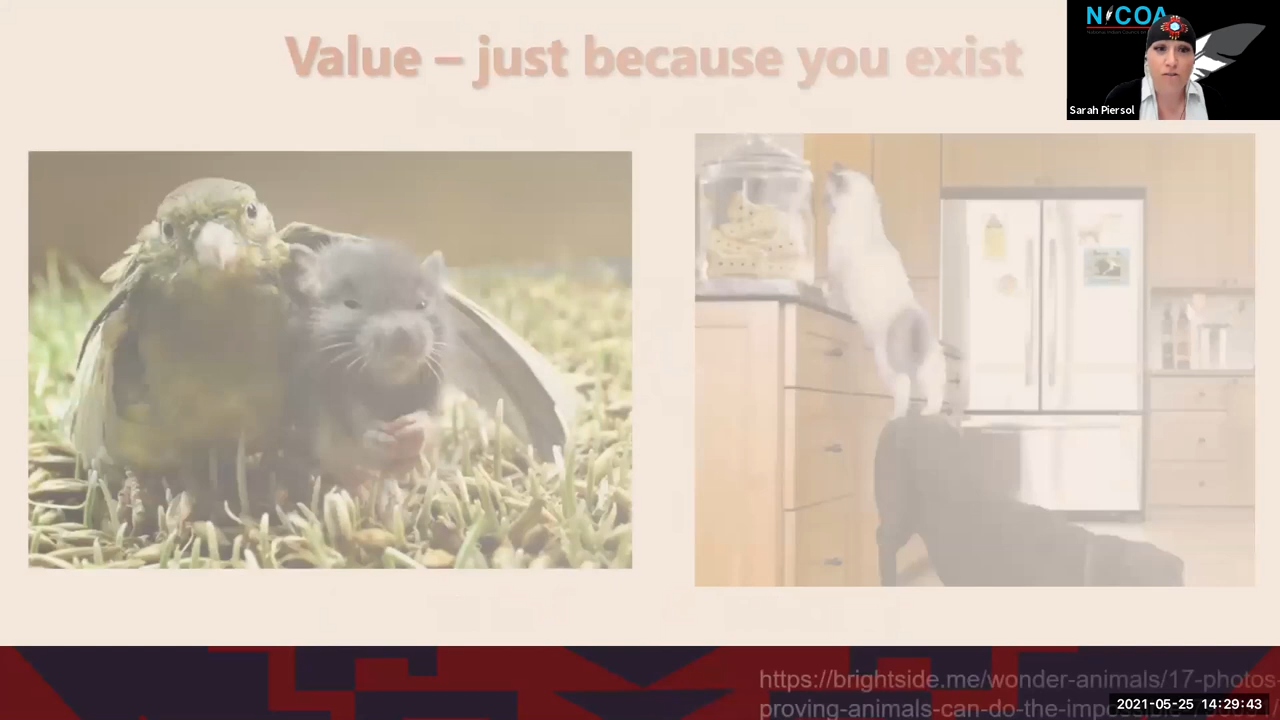 Value – just because you exist
NICOA
Sarah Piersol
https://brightside.me/wonder-animals/17-photos-
proving-animals-can-do-the-impo
2021-05-25 14:29:43